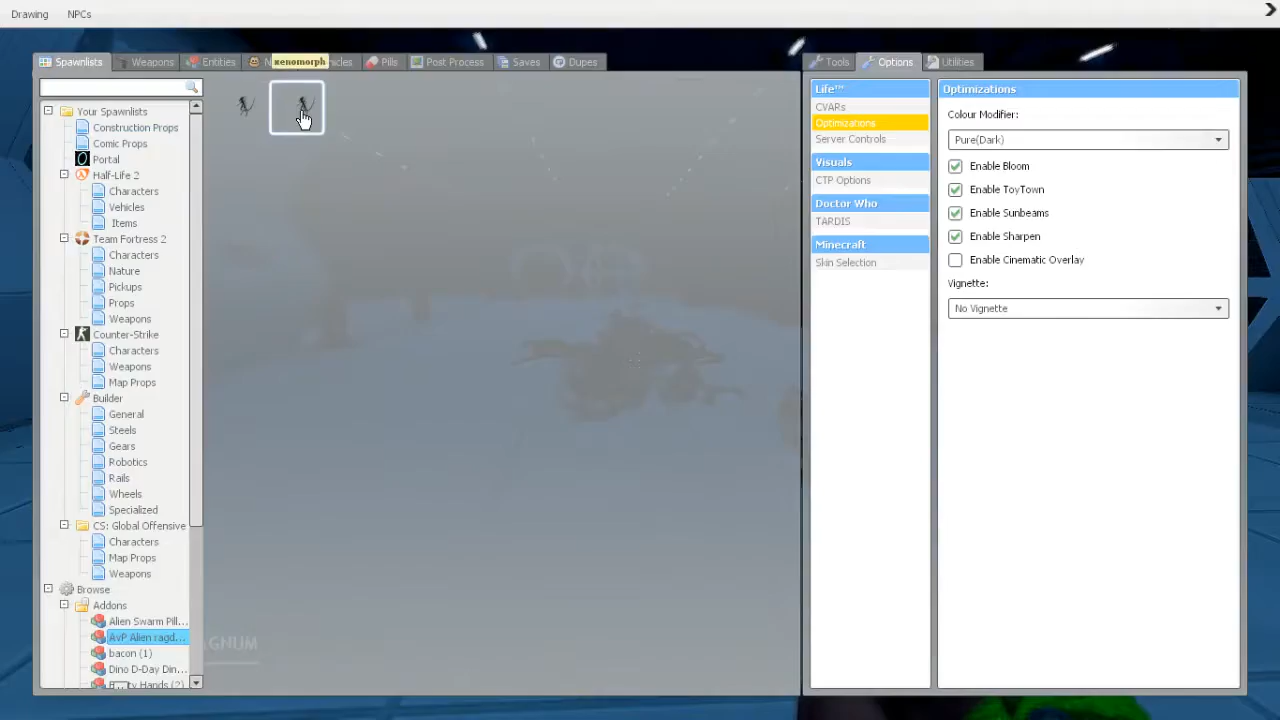 Drawing NPCs
Spawnlists Weapons Entities xenomorph Pills Post Process Saves Dupes
Tools Options Utilities
Your Spawnlists
Construction Props
Comic Props
Portal
Half-Life 2
Characters
Vehicles
Items
Team Fortress 2
Characters
Nature
Pickups
Props
Weapons
Counter-Strike
Characters
Weapons
Map Props
Builder
General
Steels
Gears
Robotics
Rails
Wheels
Specialized
CS: Global Offensive
Characters
Map Props
Weapons
Browse
Addons
Alien Swarm Pill...
AvP Alien ragd...
bacon (1)
Dino D-Day Din...
Hands (2)
AGNUM
Life™
CVARs
Optimizations
Server Controls
Visuals
CTP Options
Doctor Who
TARDIS
Minecraft
Skin Selection
Optimizations
Colour Modifier:
Pure(Dark)
Enable Bloom
Enable ToyTown
Enable Sunbeams
Enable Sharpen
Enable Cinematic Overlay
Vignette:
No Vignette